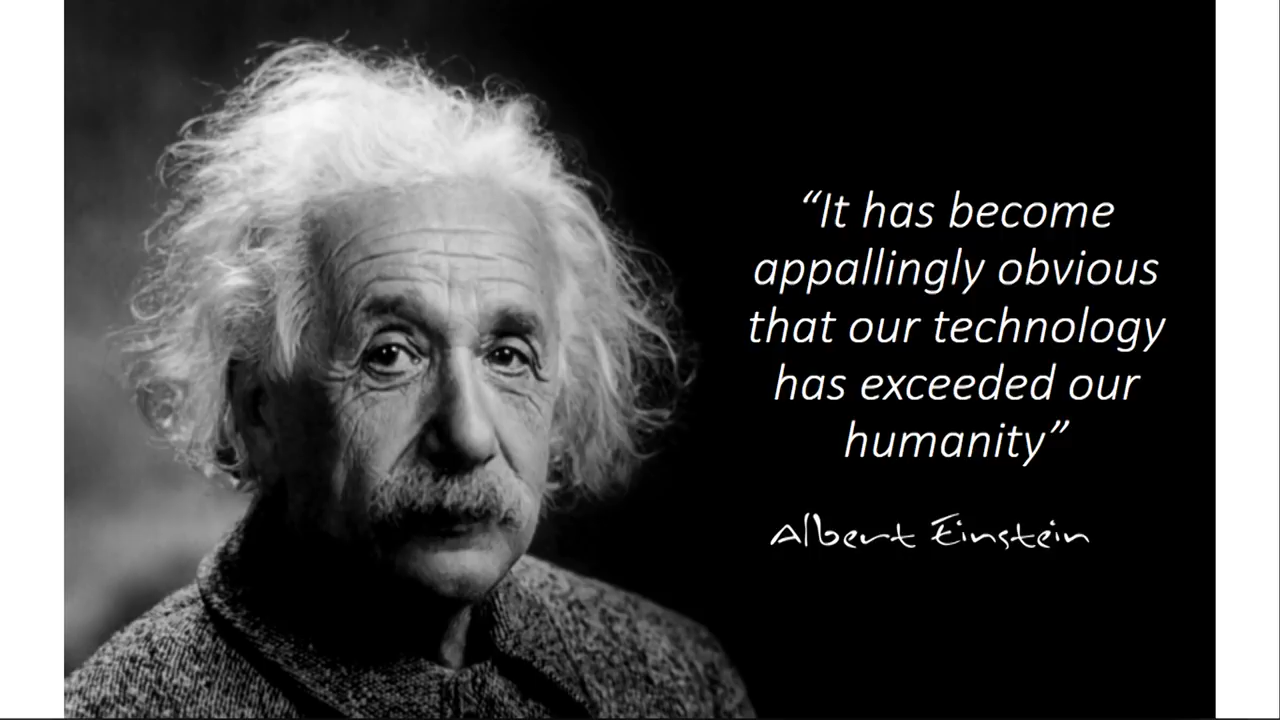 “It has become
appallingly obvious
that our technology
has exceeded our
humanity”
Albert Einstein